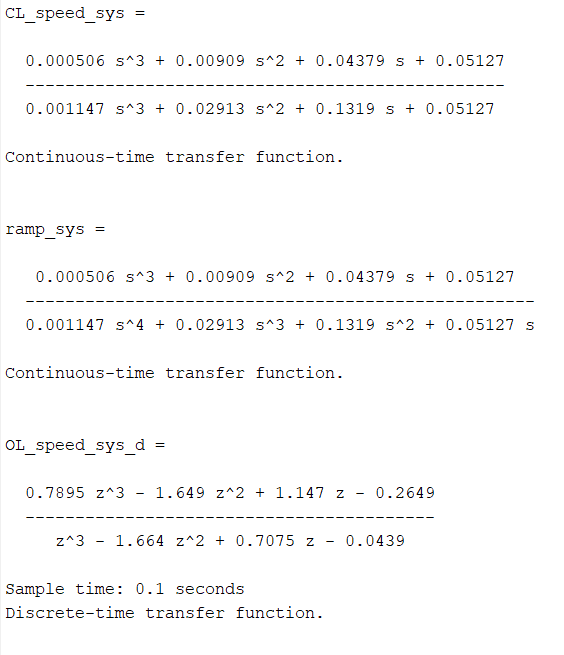 CL_speed_sys =
0.000506 s^3 + 0.00909 s^2 + 0.04379 s + 0.05127
------------------------------------------------
0.001147 s^3 + 0.02913 s^2 + 0.1319 s + 0.05127
Continuous-time transfer function.
ramp_sys =
0.000506 s^3 + 0.00909 s^2 + 0.04379 s + 0.05127
---------------------------------------------------
0.001147 s^4 + 0.02913 s^3 + 0.1319 s^2 + 0.05127 s
Continuous-time transfer function.
OL_speed_sys_d =
0.7895 z^3 - 1.649 z^2 + 1.147 z - 0.2649
-----------------------------------------
z^3 - 1.664 z^2 + 0.7075 z - 0.0439
Sample time: 0.1 seconds
Discrete-time transfer function.